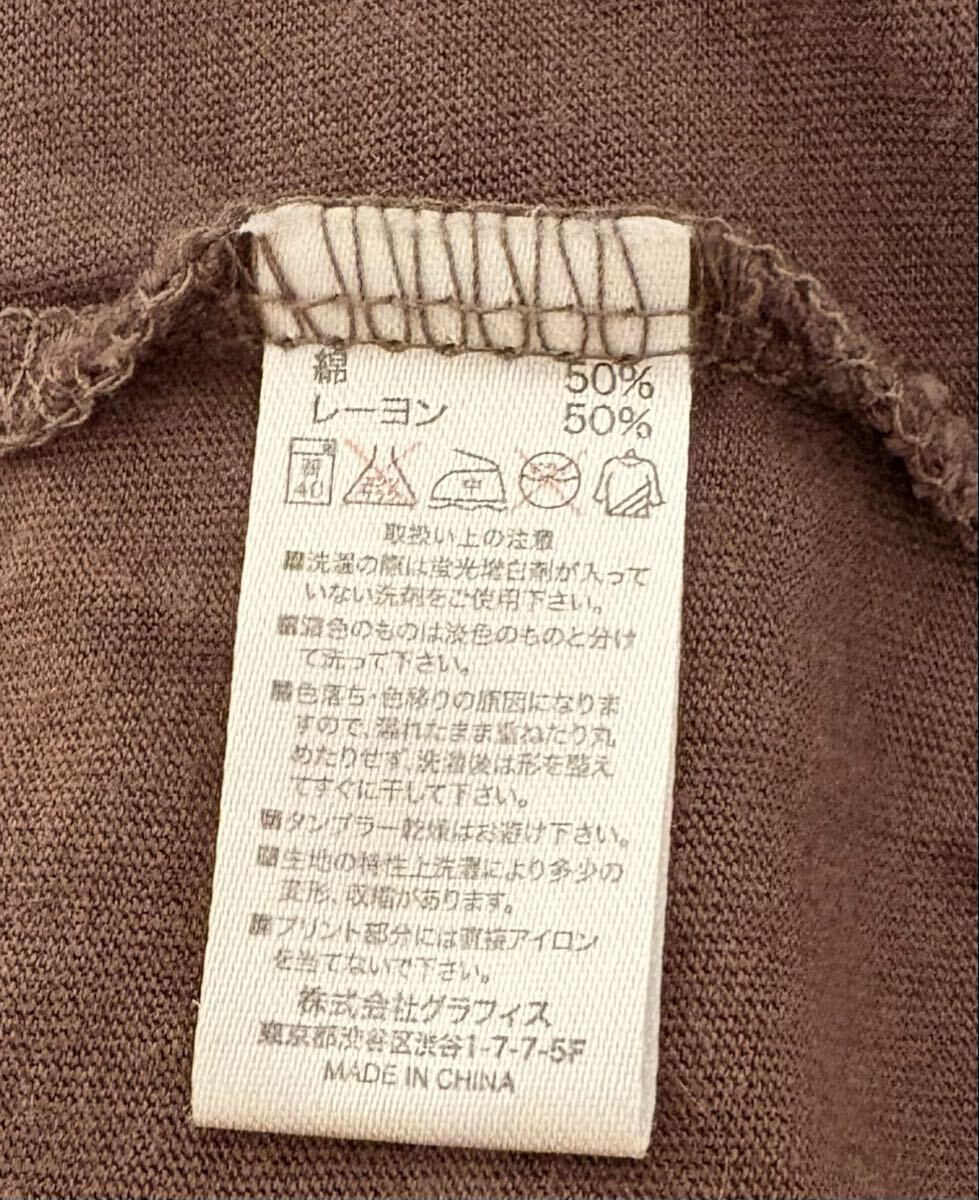 綿 50%
レーヨン 50%
弱
40
中
取扱い上の注意
洗濯の際は蛍光増白剤が入って
いない洗剤をご使用下さい。
濃色のものは淡色のものと分け
て洗って下さい。
色落ち・色移りの原因になりま
すので、濡れたまま重ねたり丸
めたりせず、洗濯後は形を整え
てすぐに干して下さい。
タンブラー乾燥はお避け下さい。
生地の特性上洗濯により多少の
変形、収縮があります。
プリント部分には直接アイロン
を当てないで下さい。
株式会社グラフィス
東京都渋谷区渋谷1-7-7-5F
MADE IN CHINA